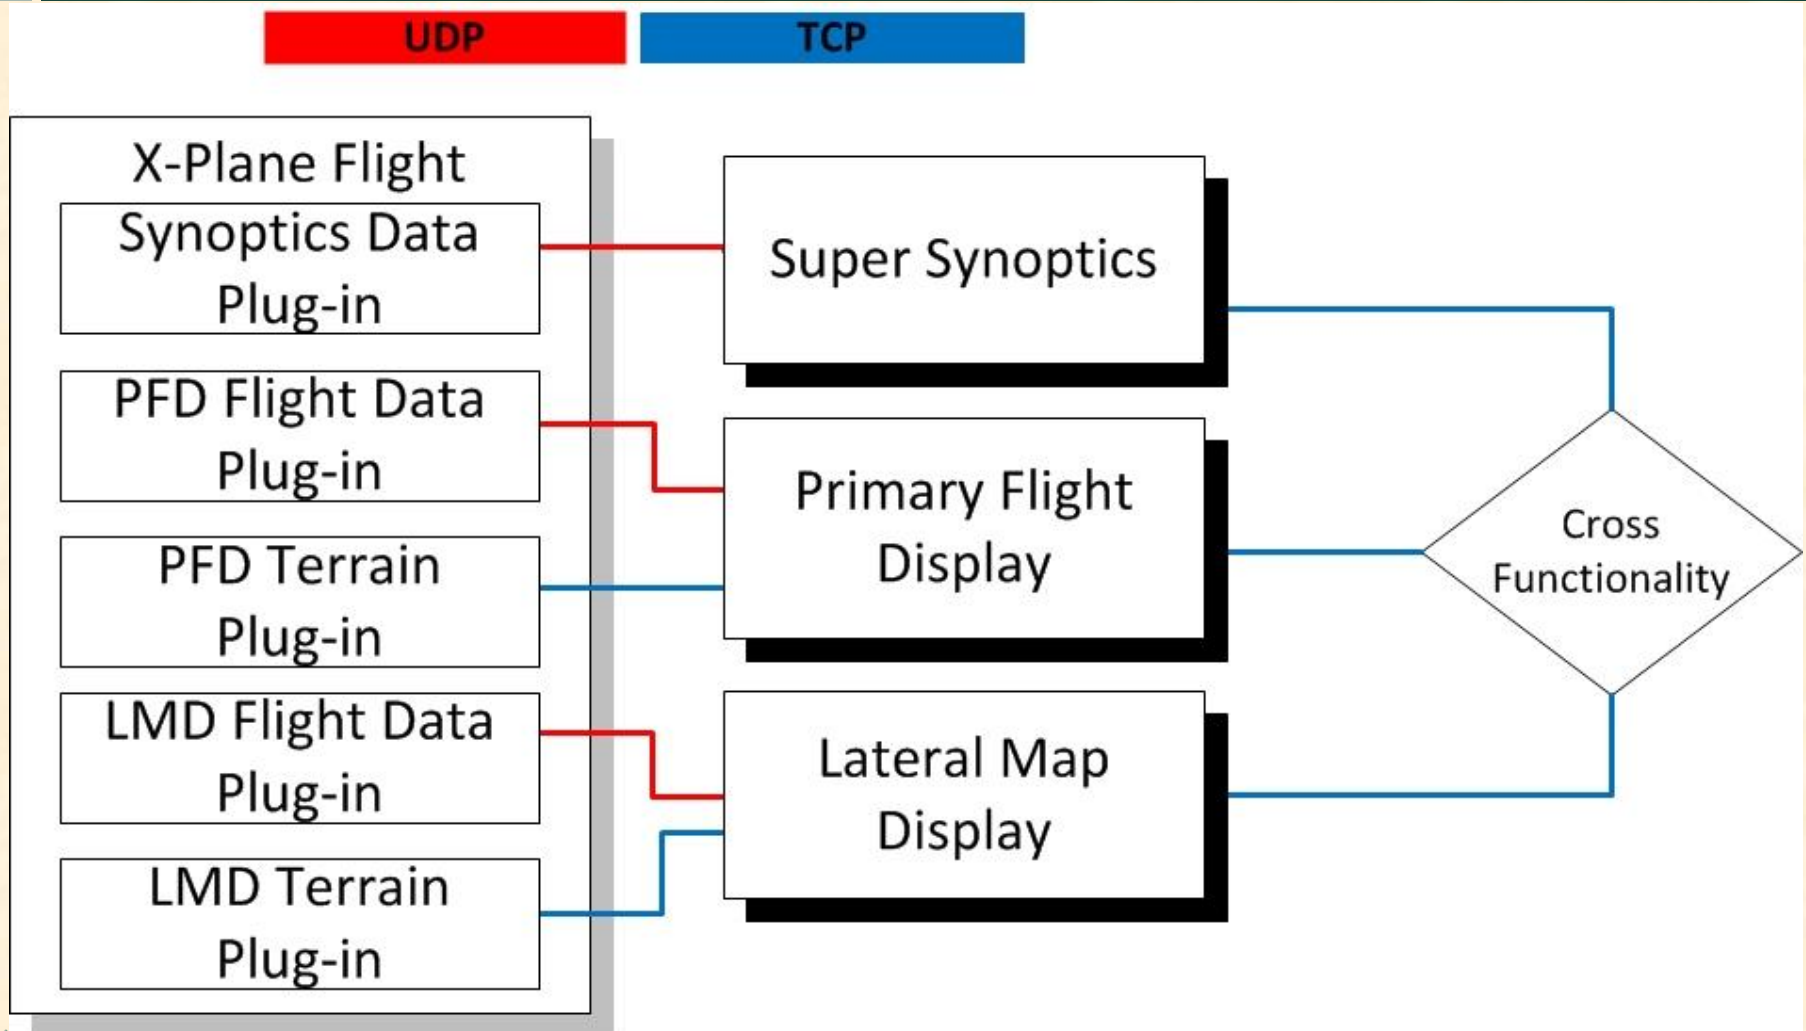 UDP
TCP
X-Plane Flight
Synoptics Data
Plug-in
PFD Flight Data
Plug-in
PFD Terrain
Plug-in
LMD Flight Data
Plug-in
LMD Terrain
Plug-in
Super Synoptics
Primary Flight
Display
Lateral Map
Display
Cross
Functionality